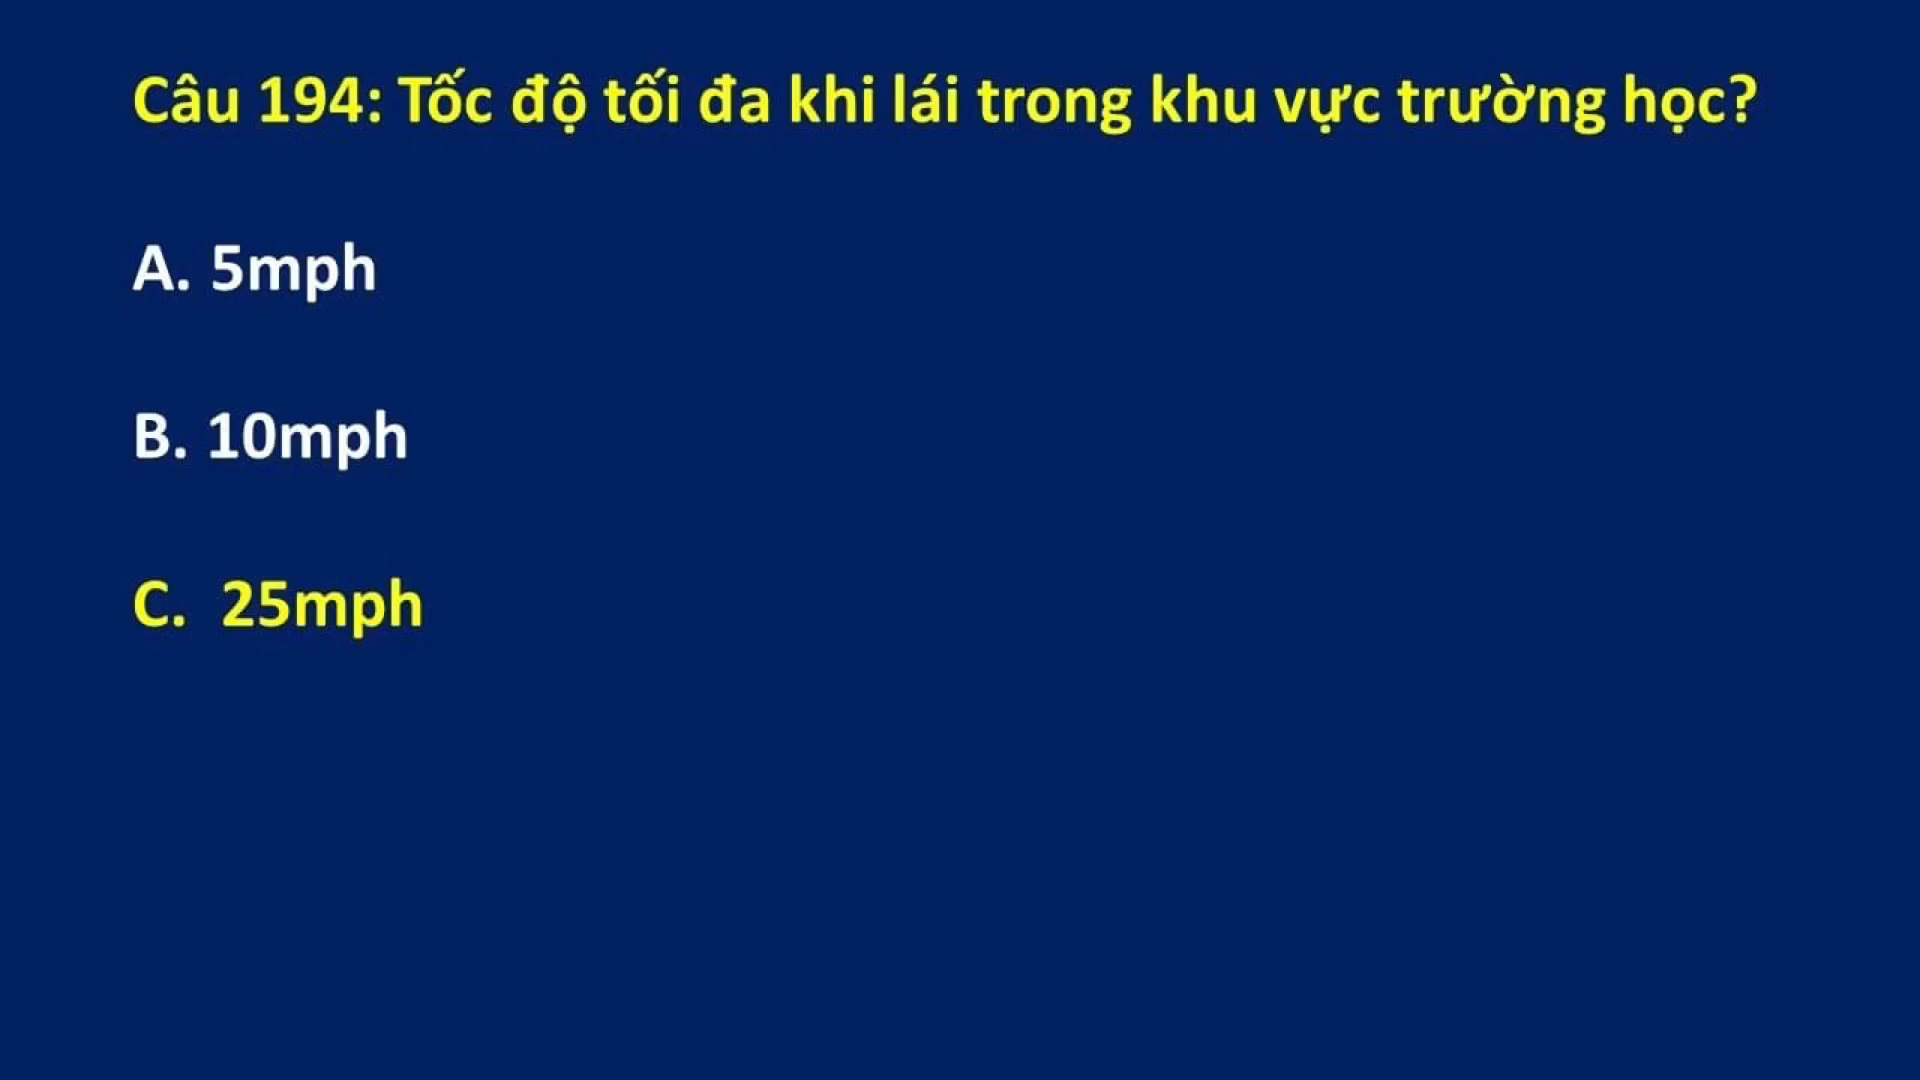 Câu 194: Tốc độ tối đa khi lái trong khu vực trường học?
A. 5mph
B. 10mph
C. 25mph